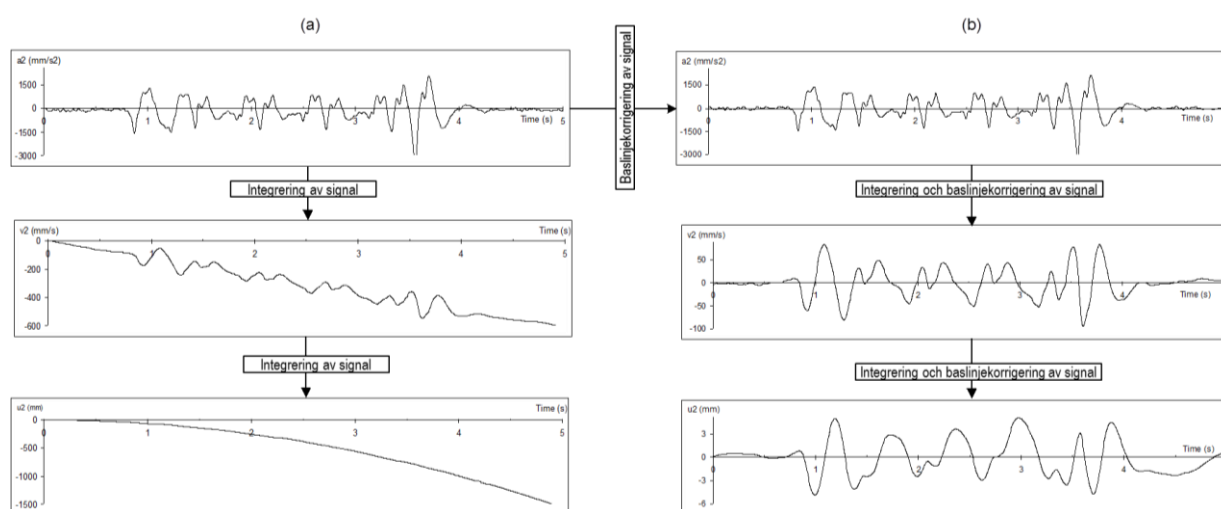 (a)
(b)
Baslinjekorrigering av signal
a2 (mm/s2)
1500
0
-1500
-3000
1
2
3
4
5
Time (s)
a2 (mm/s2)
1500
0
-1500
-3000
0
1
2
3
4
Time (s)
Integrering av signal
Integrering och baslinjekorrigering av signal
v2 (mm/s)
Time (s)
0
-200
-400
-600
0
1
2
3
4
5
v2 (mm/s)
50
0
-50
-100
0
1
2
3
4
Time (s)
Integrering av signal
Integrering och baslinjekorrigering av signal
u2 (mm)
Time (s)
0
-500
-1000
-1500
1
2
3
4
5
u2 (mm)
3
0
-3
-6
0
1
2
3
4
Time (s)